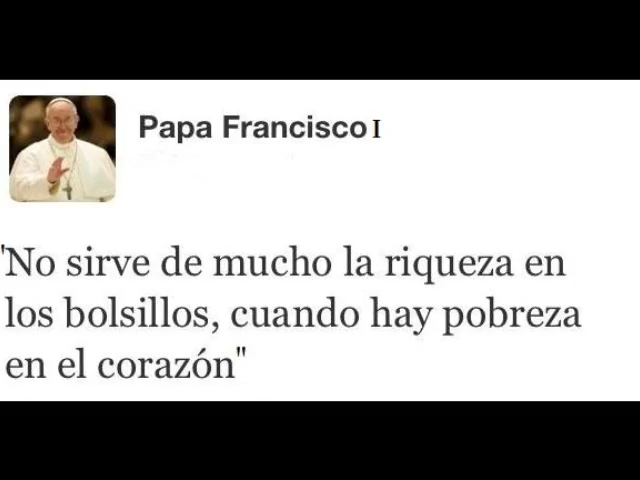 Papa Francisco I
'No sirve de mucho la riqueza en
los bolsillos, cuando hay pobreza
en el corazón"